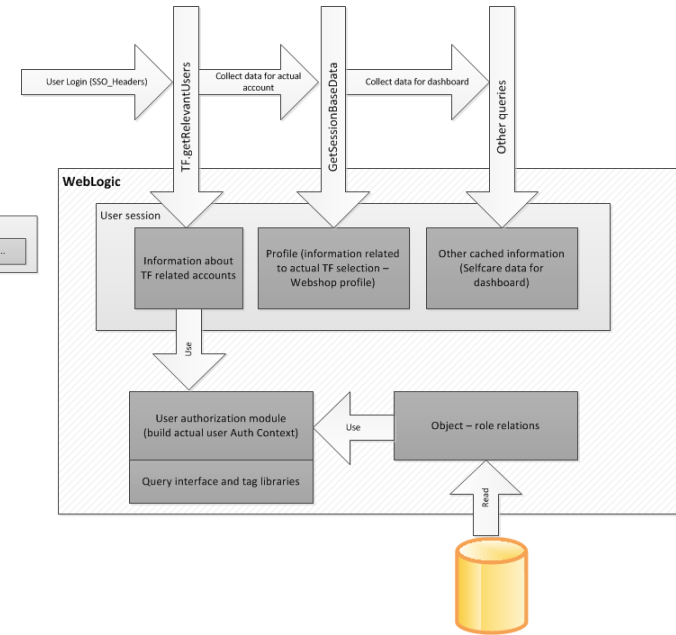 User Login (SSO_Headers)
TF.getRelevantUsers
Collect data for actual
account
GetSessionBaseData
Collect data for dashboard
Other queries
WebLogic
User session
...
Information about
TF related accounts
Profile (information related
to actual TF selection –
Webshop profile)
Other cached information
(Selfcare data for
dashboard)
Use
User authorization module
(build actual user Auth Context)
Use
Object – role relations
Query interface and tag libraries
Read